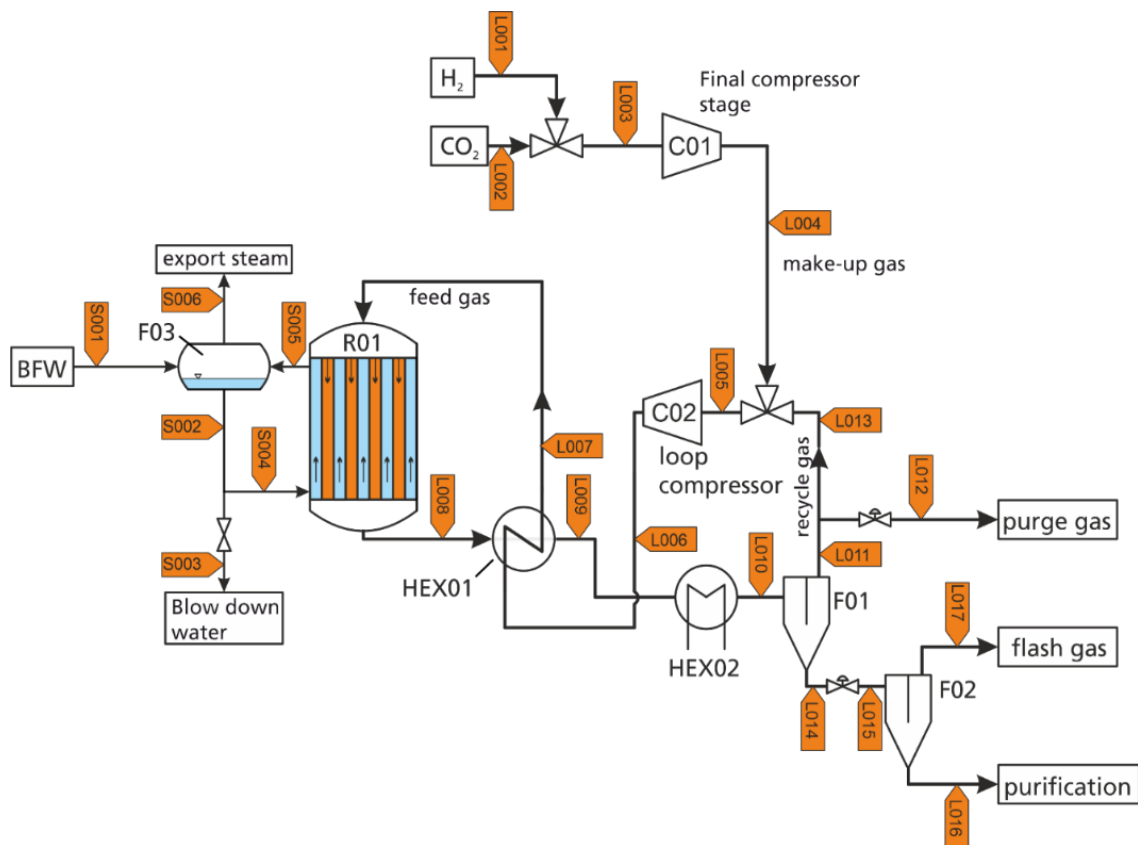 L001
H₂
L003
Final compressor
stage
CO₂
C01
L002
L004
export steam
make-up gas
S006
feed gas
S001
F03
S005
R01
BFW
L005
C02
L013
S002
L007
loop
compressor
recycle gas
S004
L012
L008
L009
purge gas
L006
L010
L011
S003
HEX01
F01
L017
Blow down
water
HEX02
flash gas
F02
L014
L015
purification
L016